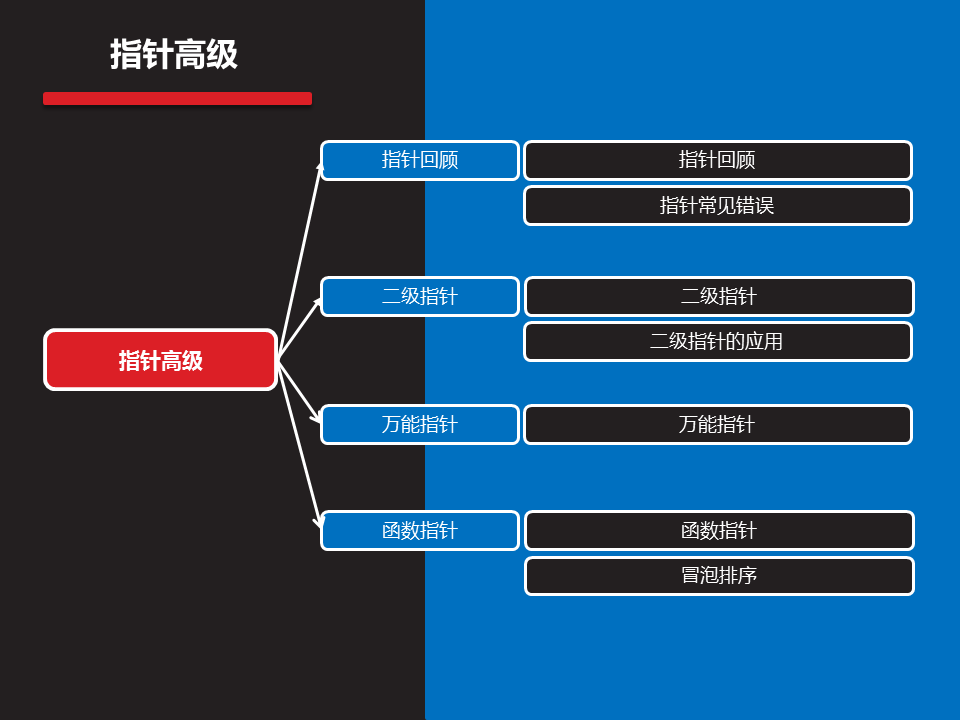 指针高级
指针回顾
指针回顾
指针常见错误
二级指针
二级指针
二级指针的应用
指针高级
万能指针
万能指针
函数指针
函数指针
冒泡排序